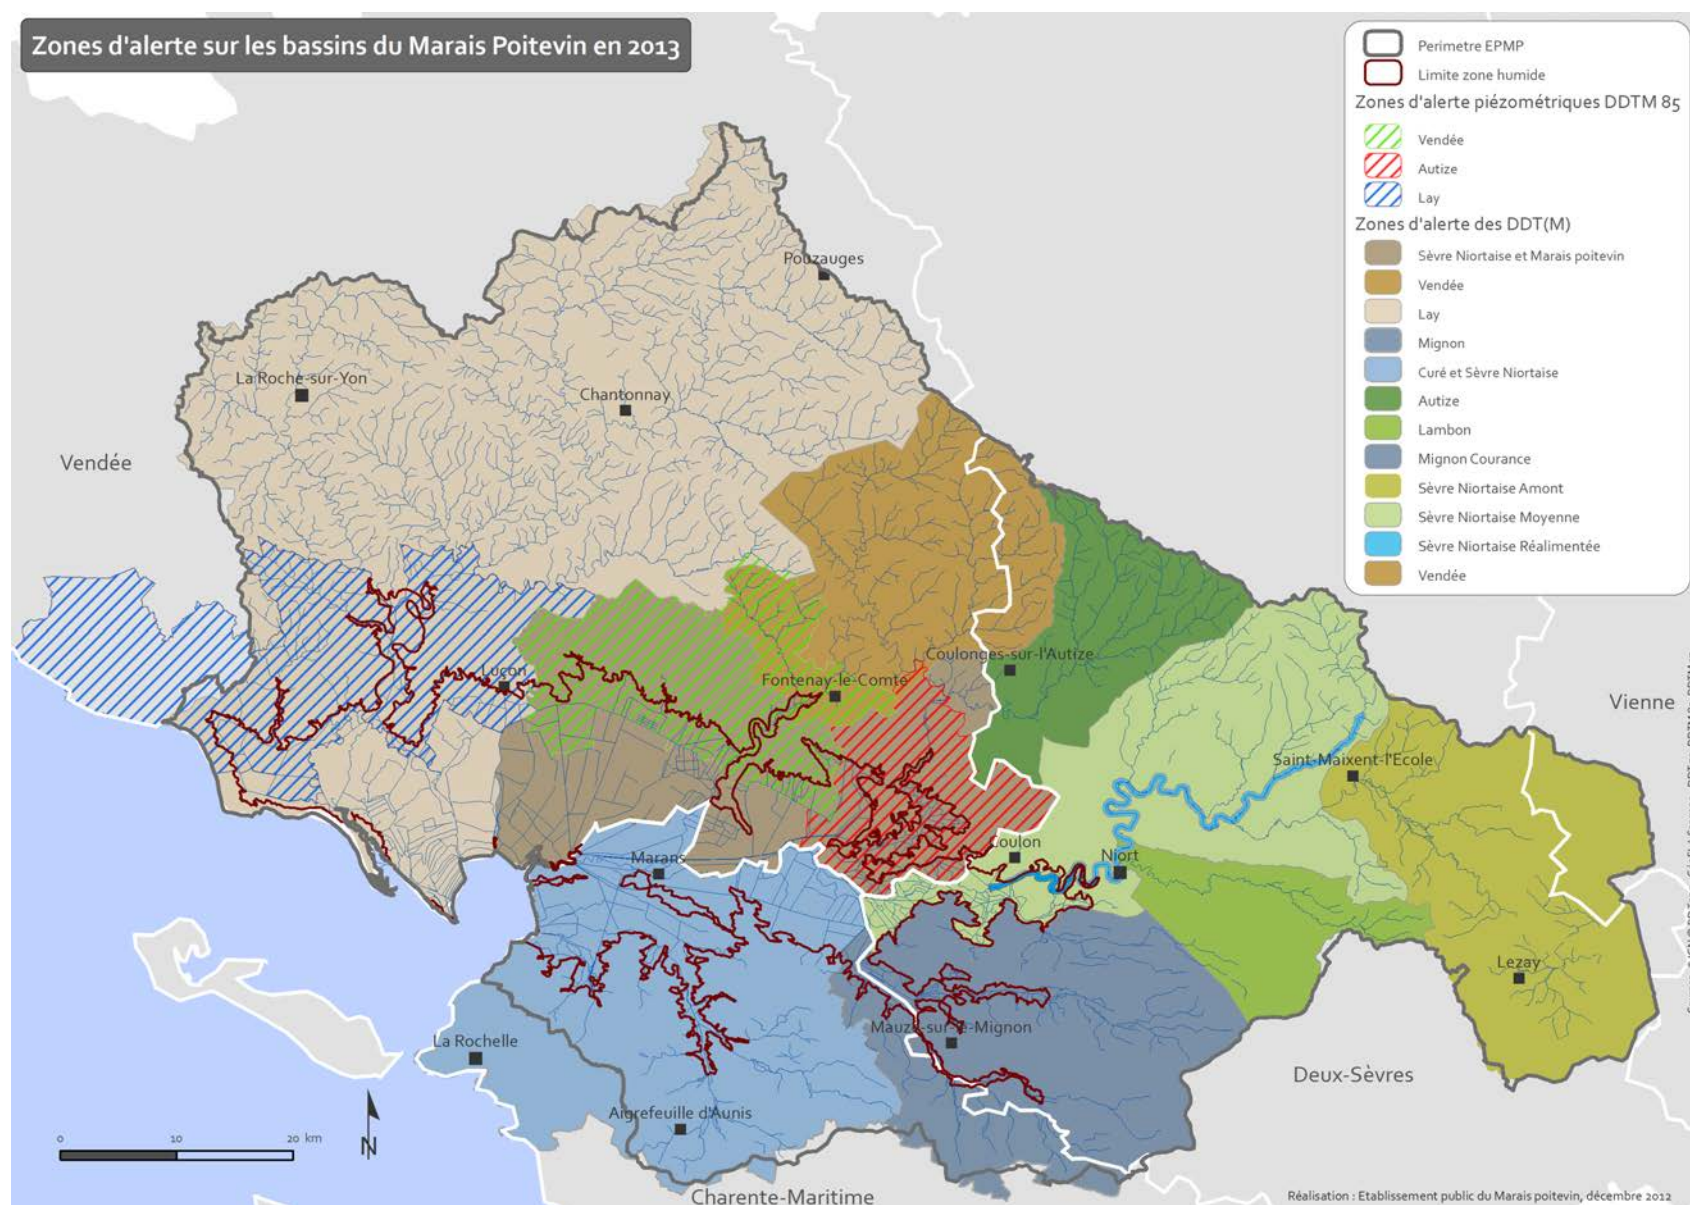 Zones d'alerte sur les bassins du Marais Poitevin en 2013
Perimetre EPMP
Limite zone humide
Zones d'alerte piézométriques DDTM 85
Vendée
Autize
Lay
Zones d'alerte des DDT(M)
Sèvre Niortaise et Marais poitevin
Vendée
Lay
Mignon
Curé et Sèvre Niortaise
Autize
Lambon
Mignon Courance
Sèvre Niortaise Amont
Sèvre Niortaise Moyenne
Sèvre Niortaise Réalimentée
Vendée
Pouzauges
La Roche-sur-Yon
Chantonnay
Vendée
Coulonges-sur-l'Autize
Luçon
Fontenay-le-Comte
Vienne
Saint-Maixent-l'Ecole
Coulon
Niort
Marans
Lezay
Mauzé-sur-le-Mignon
La Rochelle
Deux-Sèvres
Aigrefeuille d'Aunis
0 10 20 km
N
Charente-Maritime
Réalisation : Etablissement public du Marais poitevin, décembre 2012